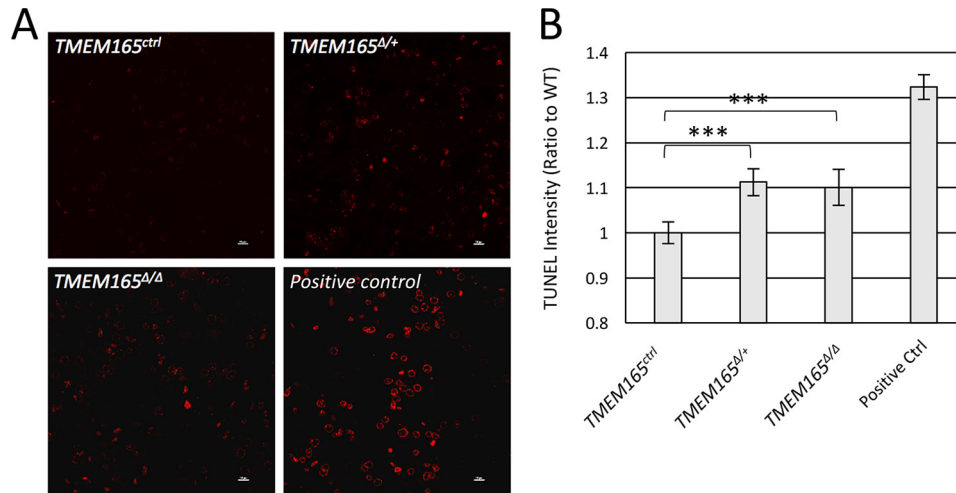 A
TMEM165ctrl
TMEM165Δ/+
TMEM165Δ/Δ
Positive control
B
TUNEL Intensity (Ratio to WT)
1.4
1.3
1.2
1.1
1
0.9
0.8
***
***
TMEM165ctrl
TMEM165Δ/+
TMEM165Δ/Δ
Positive Ctrl